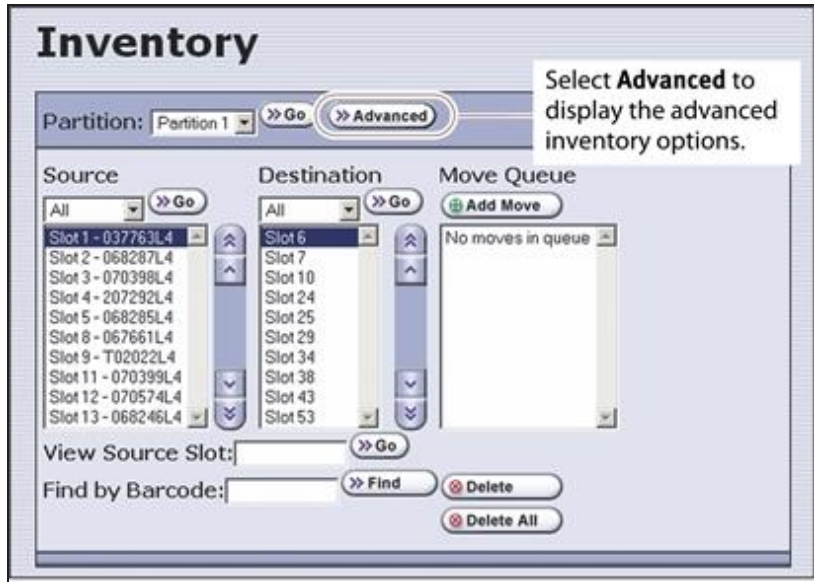 Inventory
Select Advanced to
display the advanced
inventory options.
Partition: Partition 1 Go Advanced
Source
All Go
Slot 1 - 037763L4
Slot 2 - 068287L4
Slot 3 - 070398L4
Slot 4 - 207292L4
Slot 5 - 068285L4
Slot 8 - 067661L4
Slot 9 - T02022L4
Slot 11 - 070399L4
Slot 12 - 070574L4
Slot 13 - 068246L4
Destination
All Go
Slot 6
Slot 7
Slot 10
Slot 24
Slot 25
Slot 29
Slot 34
Slot 38
Slot 43
Slot 53
Move Queue
Add Move
No moves in queue
View Source Slot: Go
Find by Barcode: Find
Delete
Delete All